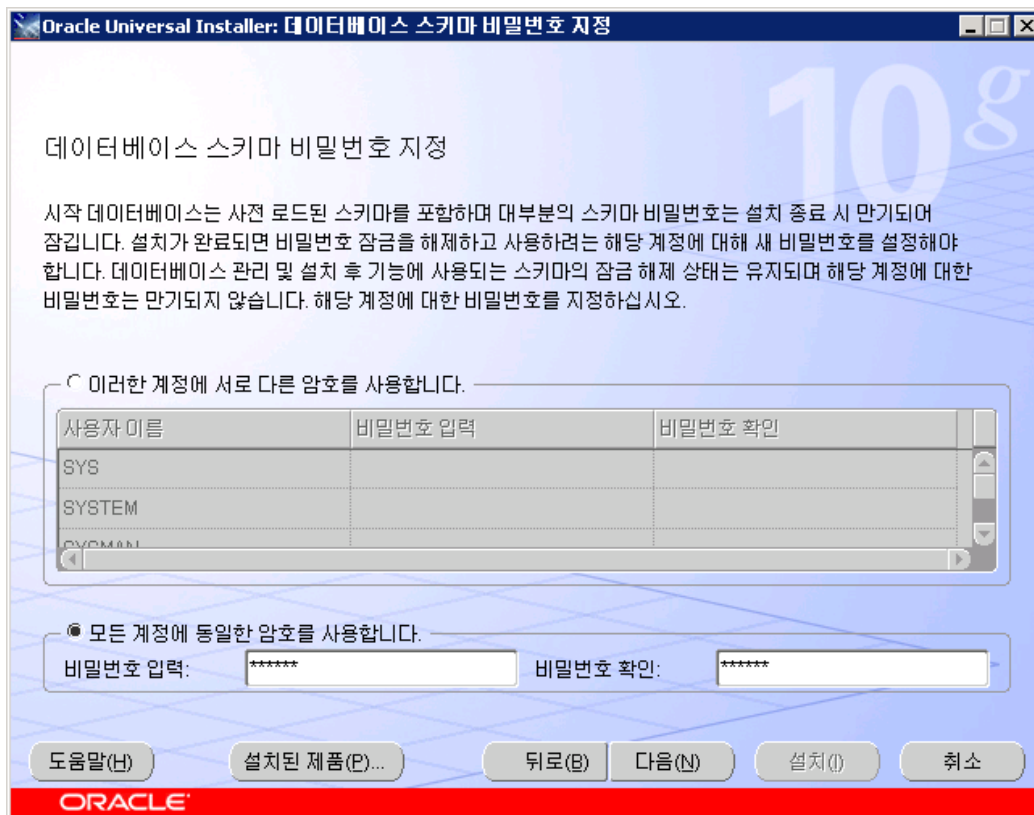 Oracle Universal Installer: 데이터베이스 스키마 비밀번호 지정
10g
데이터베이스 스키마 비밀번호 지정
시작 데이터베이스는 사전 로드된 스키마를 포함하며 대부분의 스키마 비밀번호는 설치 종료 시 만기되어
잠깁니다. 설치가 완료되면 비밀번호 잠금을 해제하고 사용하려는 해당 계정에 대해 새 비밀번호를 설정해야
합니다. 데이터베이스 관리 및 설치 후 기능에 사용되는 스키마의 잠금 해제 상태는 유지되며 해당 계정에 대한
비밀번호는 만기되지 않습니다. 해당 계정에 대한 비밀번호를 지정하십시오.
이러한 계정에 서로 다른 암호를 사용합니다.
사용자 이름 비밀번호 입력 비밀번호 확인
SYS
SYSTEM
SYSMAN
모든 계정에 동일한 암호를 사용합니다.
비밀번호 입력: ****** 비밀번호 확인: ******
도움말(H) 설치된 제품(P)... 뒤로(B) 다음(N) 설치(I) 취소
ORACLE